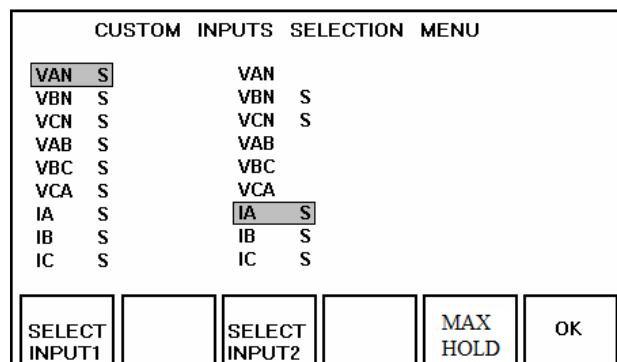 CUSTOM INPUTS SELECTION MENU
VAN S VAN
VBN S VBN S
VCN S VCN S
VAB S VAB
VBC S VBC
VCA S VCA
IA S IA S
IB S IB S
IC S IC S
SELECT INPUT1
SELECT INPUT2
MAX HOLD
OK